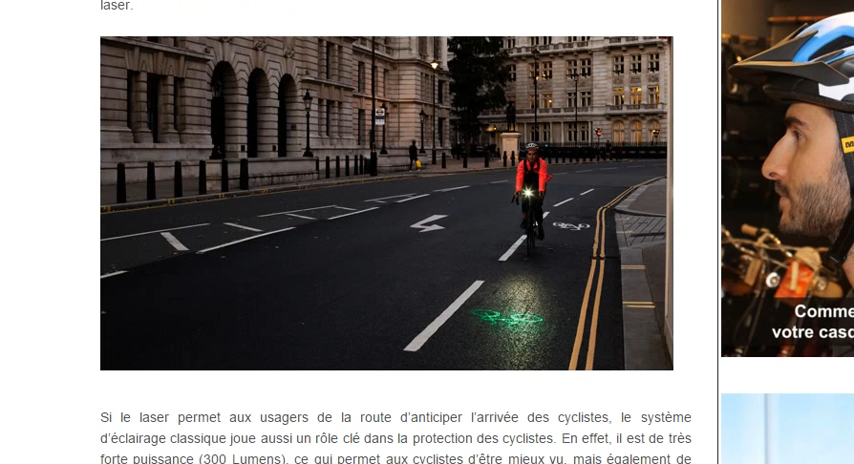 laser.
Comme
votre casq
Si le laser permet aux usagers de la route d'anticiper l'arrivée des cyclistes, le système
d'éclairage classique joue aussi un rôle clé dans la protection des cyclistes. En effet, il est de très
forte puissance (300 Lumens), ce qui permet aux cyclistes d'être mieux vu, mais également de